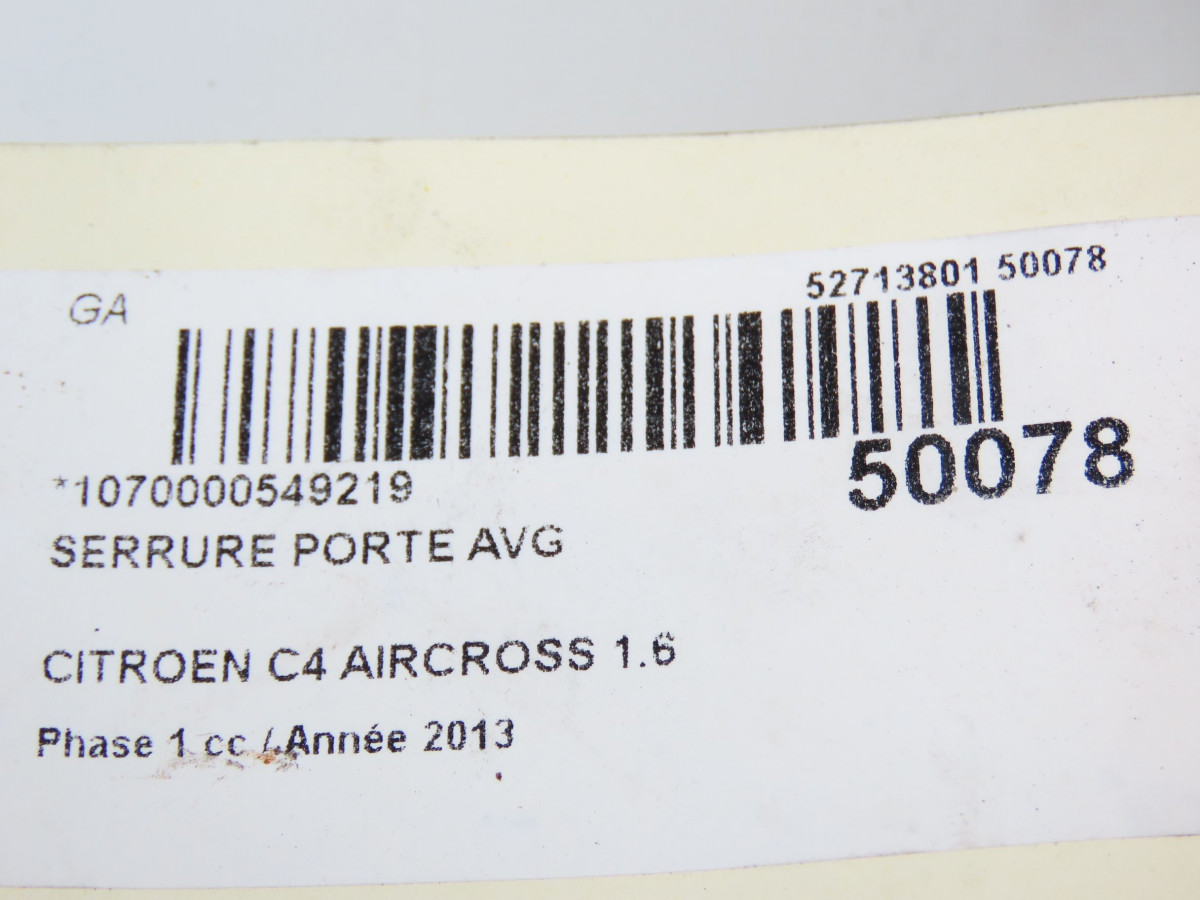 52713801 50078
GA
50078
*1070000549219
SERRURE PORTE AVG
CITROEN C4 AIRCROSS 1.6
Phase 1 cc / Année 2013